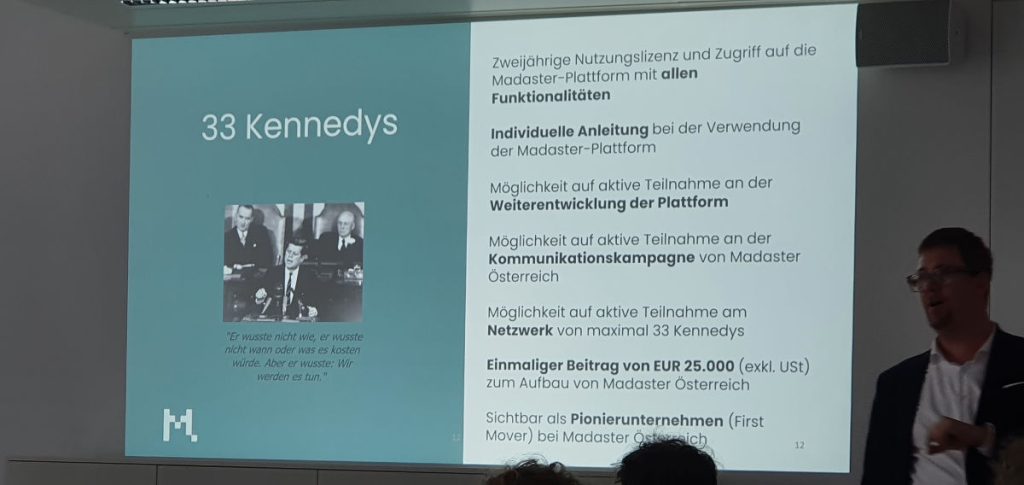 33 Kennedys
"Er wusste nicht wie, er wusste
nicht wann oder was es kosten
würde. Aber er wusste: Wir
werden es tun."
M.
12
Zweijährige Nutzungslizenz und Zugriff auf die
Madaster-Plattform mit allen
Funktionalitäten
Individuelle Anleitung bei der Verwendung
der Madaster-Plattform
Möglichkeit auf aktive Teilnahme an der
Weiterentwicklung der Plattform
Möglichkeit auf aktive Teilnahme an der
Kommunikationskampagne von Madaster
Österreich
Möglichkeit auf aktive Teilnahme am
Netzwerk von maximal 33 Kennedys
Einmaliger Beitrag von EUR 25.000 (exkl. USt)
zum Aufbau von Madaster Österreich
Sichtbar als Pionierunternehmen (First
Mover) bei Madaster Österreich
12